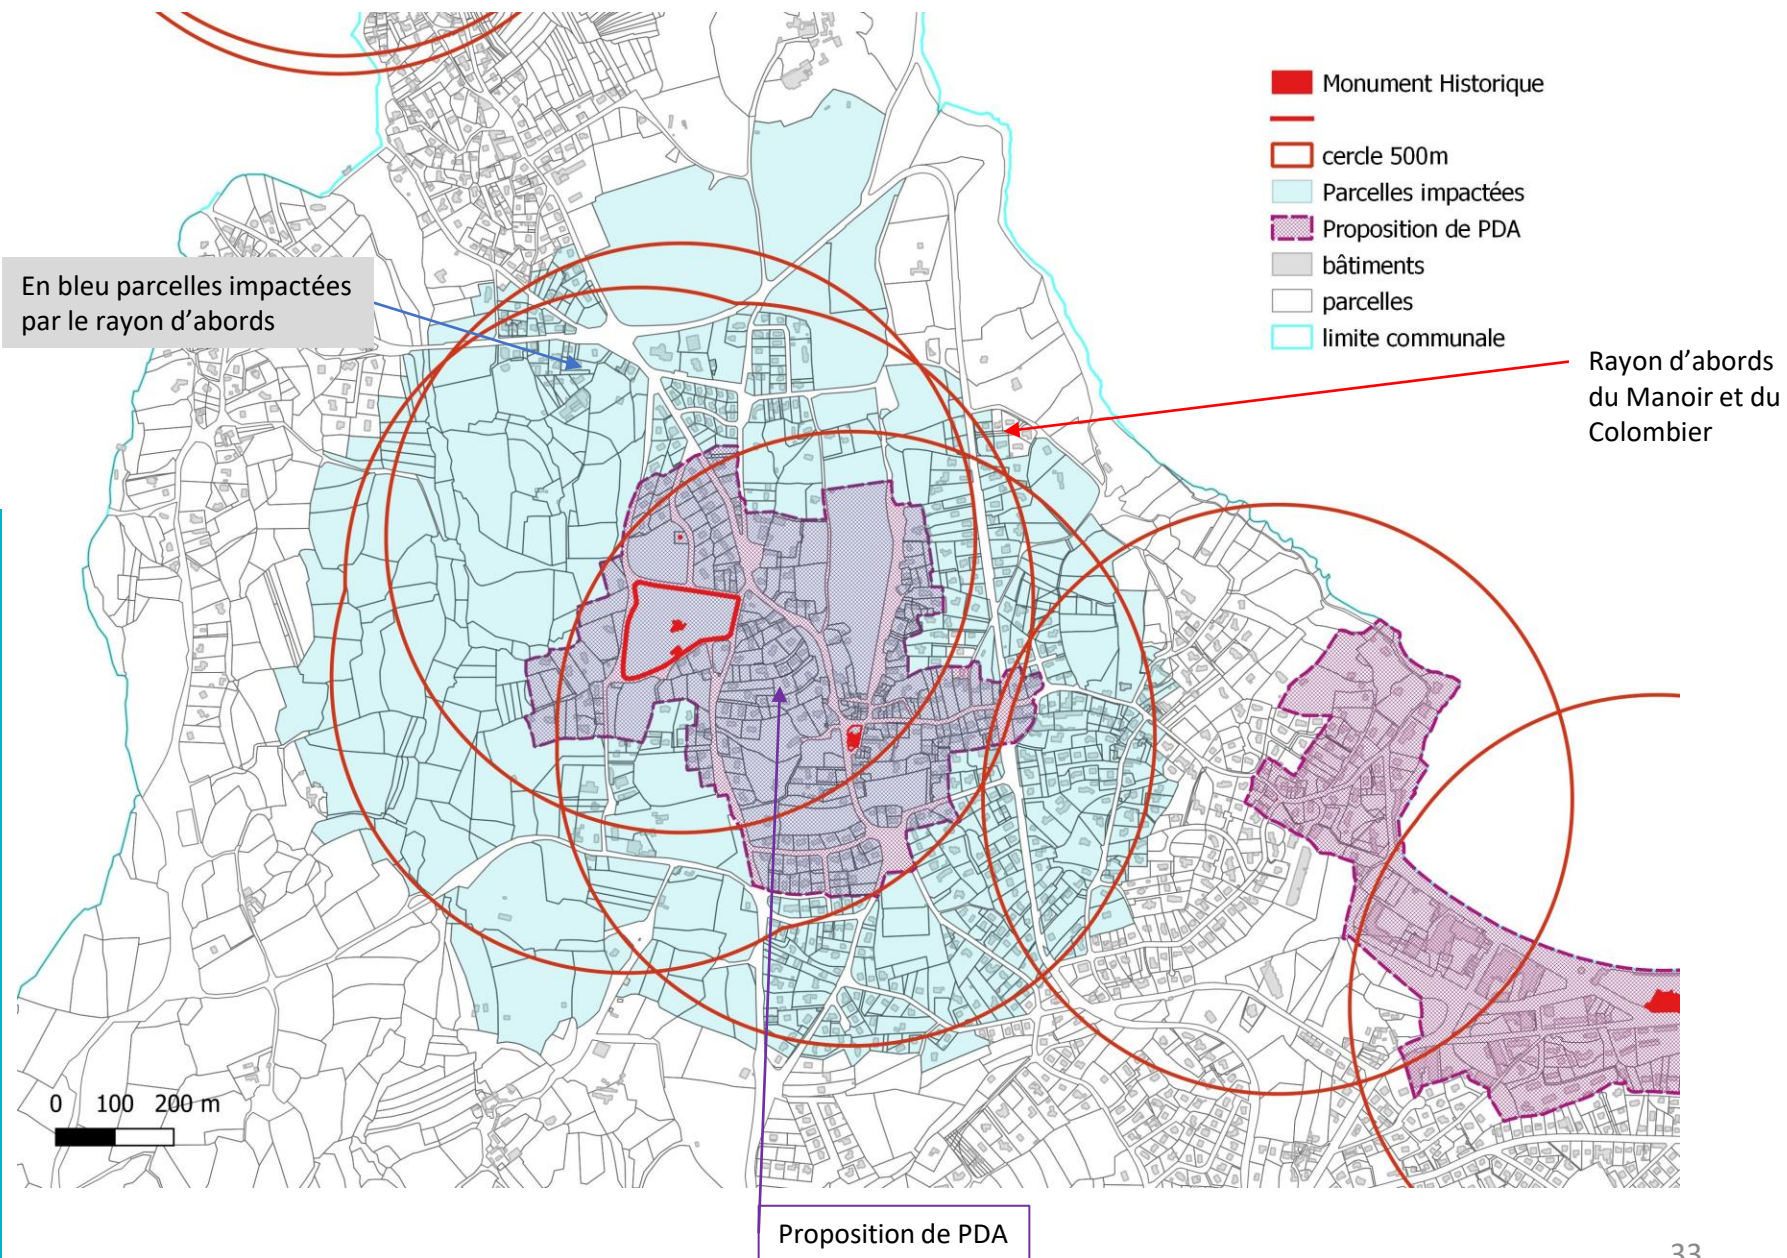 Monument Historique
cercle 500m
Parcelles impactées
Proposition de PDA
bâtiments
parcelles
limite communale
En bleu parcelles impactées
par le rayon d’abords
Rayon d’abords
du Manoir et du
Colombier
0 100 200 m
Proposition de PDA
33